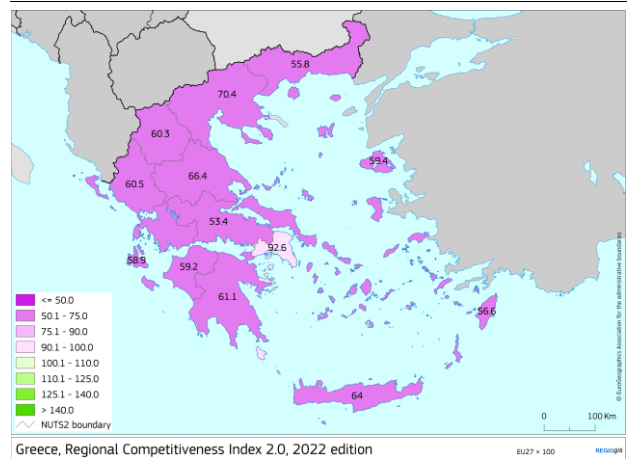 55.8
70.4
60.3
59.4
60.5
66.4
53.4
92.6
58.9
59.2
61.1
56.6
64
<= 50.0
50.1 - 75.0
75.1 - 90.0
90.1 - 100.0
100.1 - 110.0
110.1 - 125.0
125.1 - 140.0
> 140.0
NUTS2 boundary
0 100 Km
© EuroGeographics Association for the administrative boundaries
Greece, Regional Competitiveness Index 2.0, 2022 edition
EU27 = 100
REGIOgis